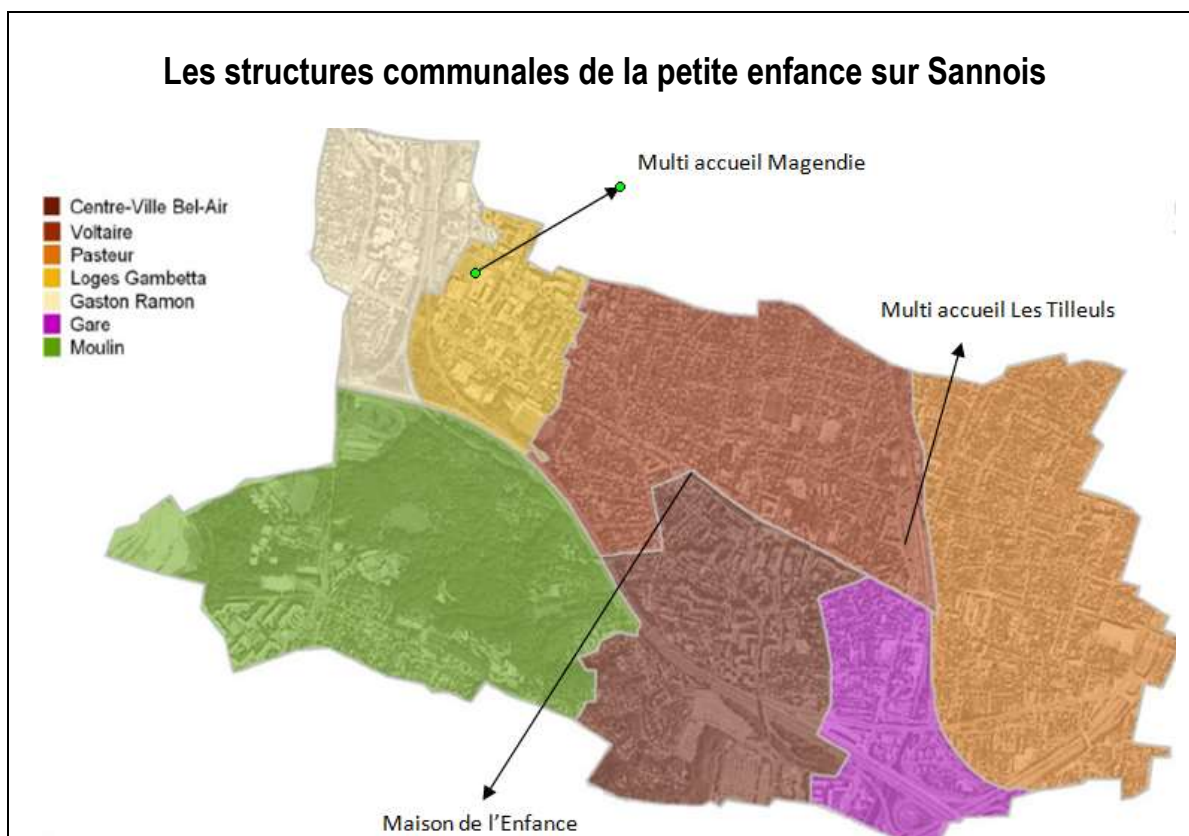 Les structures communales de la petite enfance sur Sannois
Multi accueil Magendie
Centre-Ville Bel-Air
Voltaire
Pasteur
Loges Gambetta
Gaston Ramon
Gare
Moulin
Multi accueil Les Tilleuls
Maison de l’Enfance